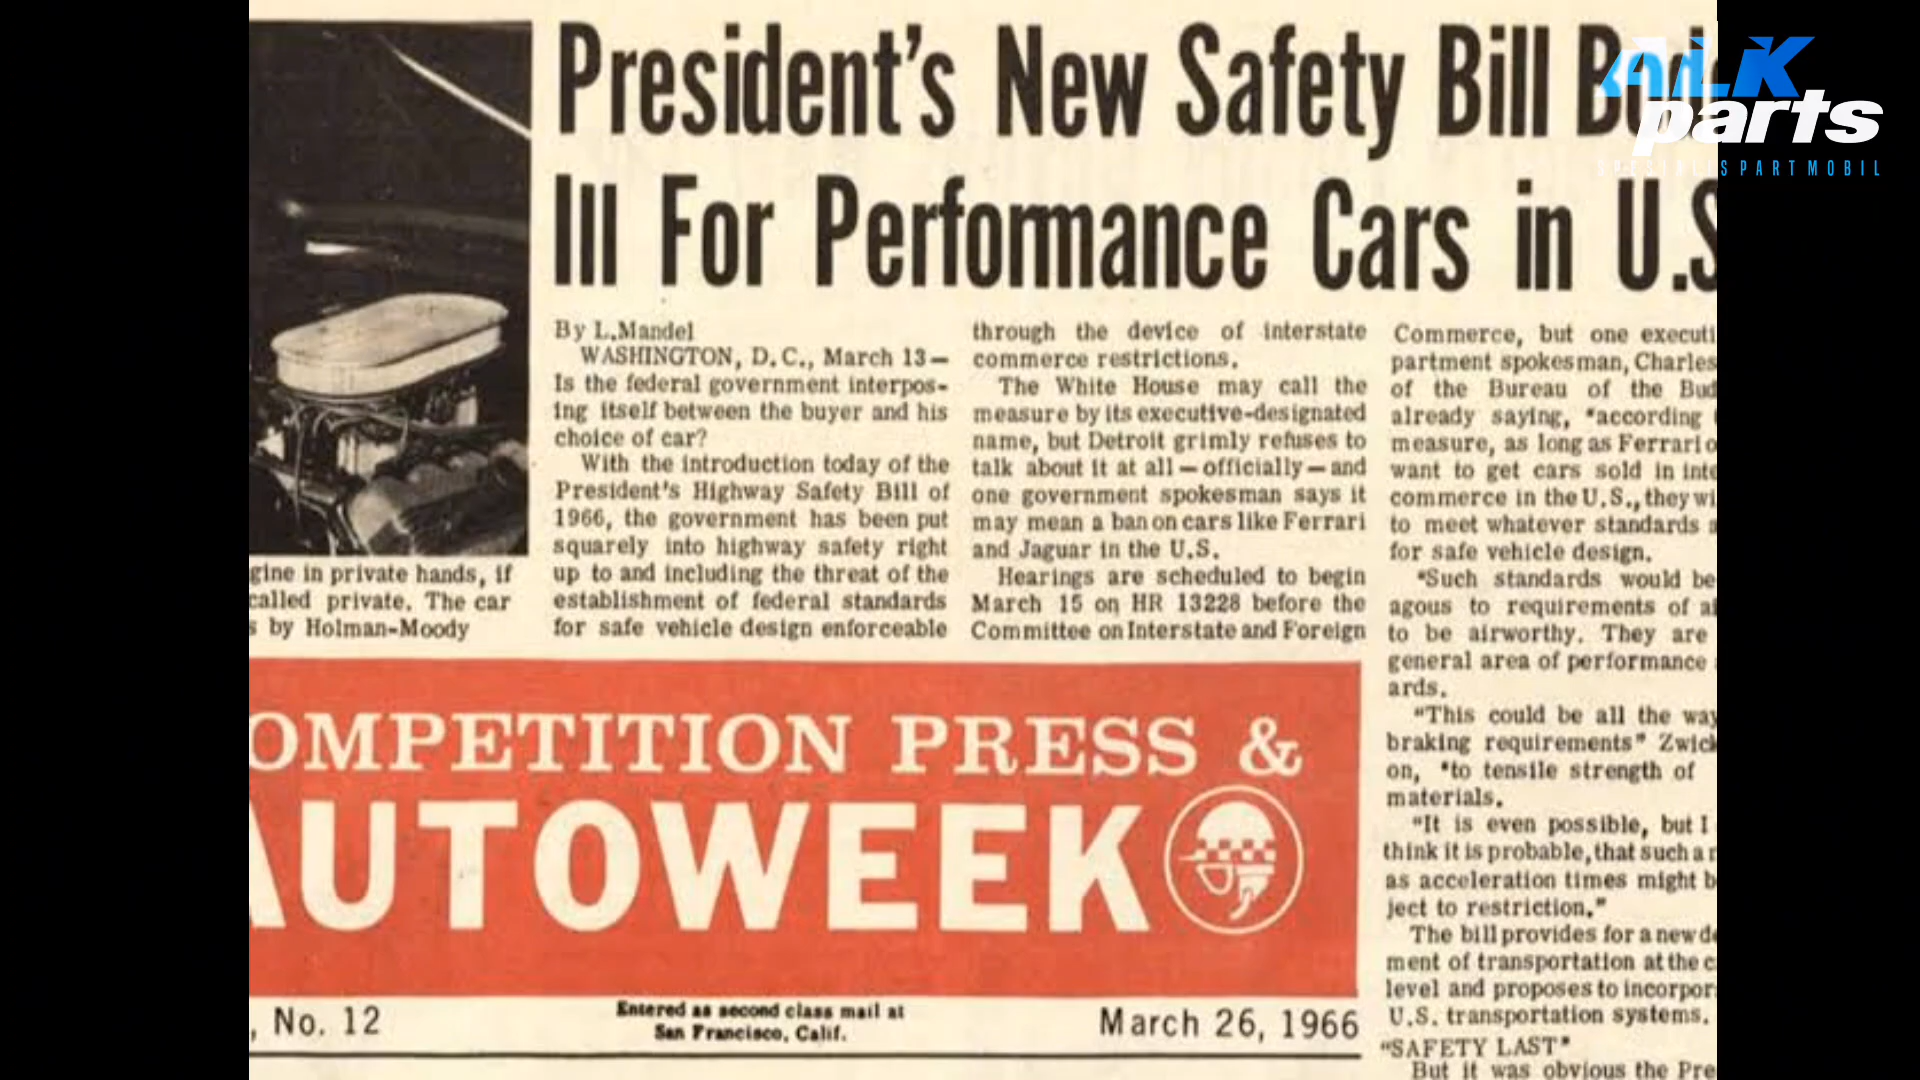 President's New Safety Bill
Ill For Performance Cars in U.S
ALK
parts
SPESIALIS PART MOBIL
gine in private hands, if
called private. The car
s by Holman-Moody
By L.Mandel
WASHINGTON, D.C., March 13—
Is the federal government interpos-
ing itself between the buyer and his
choice of car?
With the introduction today of the
President's Highway Safety Bill of
1966, the government has been put
squarely into highway safety right
up to and including the threat of the
establishment of federal standards
for safe vehicle design enforceable
through the device of interstate
commerce restrictions.
The White House may call the
measure by its executive-designated
name, but Detroit grimly refuses to
talk about it at all—officially—and
one government spokesman says it
may mean a ban on cars like Ferrari
and Jaguar in the U.S.
Hearings are scheduled to begin
March 15 on HR 13228 before the
Committee on Interstate and Foreign
Commerce, but one executi
partment spokesman, Charles
of the Bureau of the Bud
already saying, "according
measure, as long as Ferrari o
want to get cars sold in inte
commerce in the U.S., they wi
to meet whatever standards a
for safe vehicle design.
"Such standards would be
agous to requirements of ai
to be airworthy. They are
general area of performance
ards.
"This could be all the way
braking requirements" Zwick
on, "to tensile strength of
materials.
"It is even possible, but I
think it is probable, that such a r
as acceleration times might b
ject to restriction."
The bill provides for a new de
ment of transportation at the c
level and proposes to incorpor
U.S. transportation systems.
"SAFETY LAST"
But it was obvious the Pre
OMPETITION PRESS &
AUTOWEEK
, No. 12
Entered as second class mail at
San Francisco, Calif.
March 26, 1966